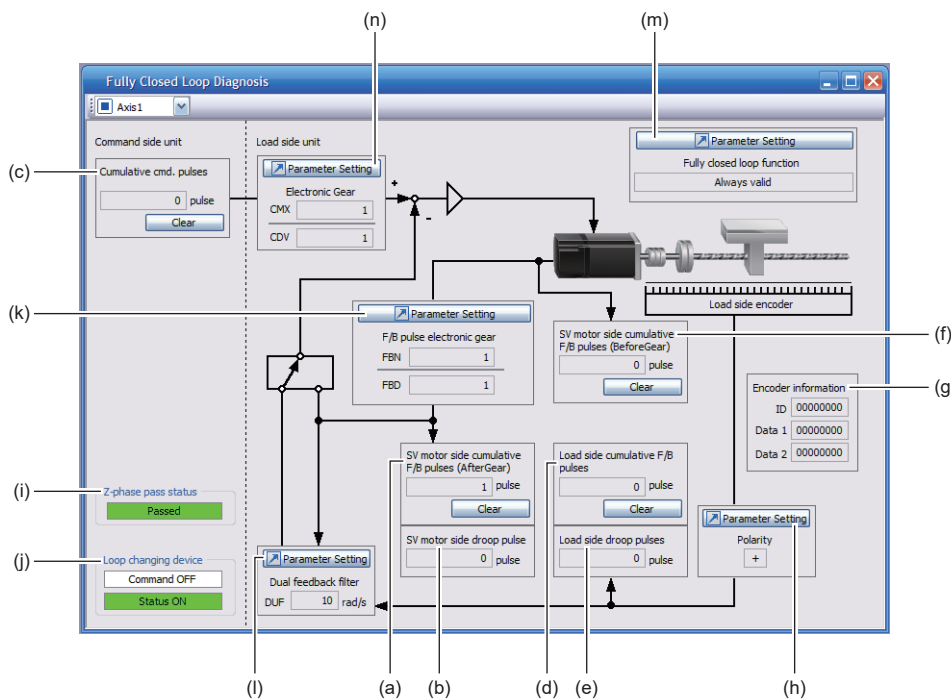 (n)
(m)
Fully Closed Loop Diagnosis
Axis1
Command side unit
Load side unit
Parameter Setting
Fully closed loop function
Always valid
(c)
Cumulative cmd. pulses
0 pulse
Clear
Parameter Setting
Electronic Gear
CMX 1
CDV 1
+
-
Load side encoder
(k)
Parameter Setting
F/B pulse electronic gear
FBN 1
FBD 1
SV motor side cumulative
F/B pulses (BeforeGear)
0 pulse
Clear
(f)
Encoder information
ID 00000000
Data 1 00000000
Data 2 00000000
(g)
SV motor side cumulative
F/B pulses (AfterGear)
1 pulse
Clear
SV motor side droop pulse
0 pulse
Load side cumulative F/B
pulses
0 pulse
Clear
Load side droop pulses
0 pulse
(i)
Z-phase pass status
Passed
(j)
Loop changing device
Command OFF
Status ON
Parameter Setting
Dual feedback filter
DUF 10 rad/s
Parameter Setting
Polarity
+
(l)
(a)
(b)
(d)
(e)
(h)